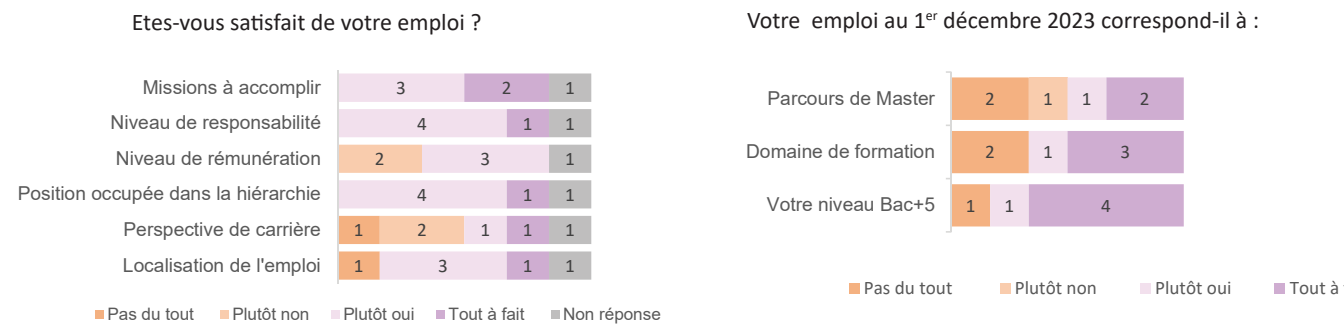 Etes-vous satisfait de votre emploi ?
Missions à accomplir 3 2 1
Niveau de responsabilité 4 1 1
Niveau de rémunération 2 3 1
Position occupée dans la hiérarchie 4 1 1
Perspective de carrière 1 2 1 1 1
Localisation de l'emploi 1 3 1 1
Pas du tout Plutôt non Plutôt oui Tout à fait Non réponse
Votre emploi au 1er décembre 2023 correspond-il à :
Parcours de Master 2 1 1 2
Domaine de formation 2 1 3
Votre niveau Bac+5 1 1 4
Pas du tout Plutôt non Plutôt oui Tout à